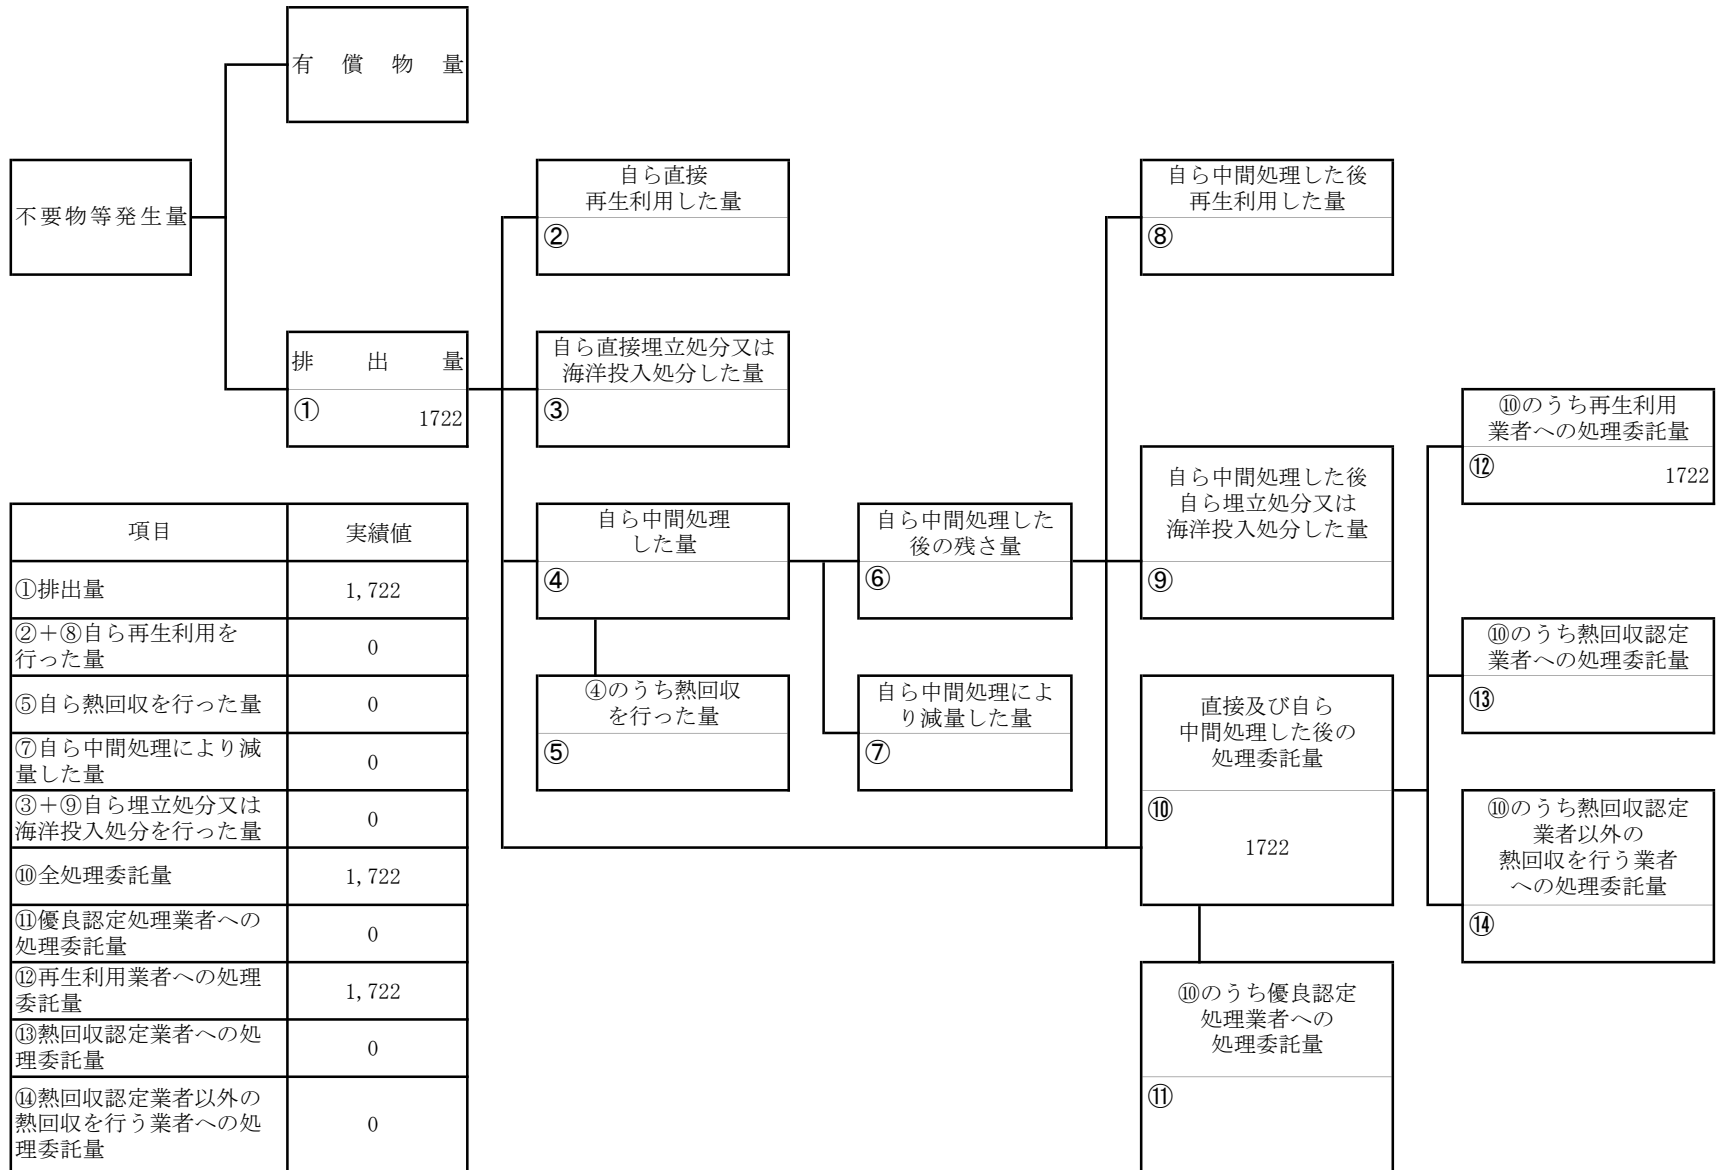 有償物量
不要物等発生量
排出量
①
1722
自ら直接
再生利用した量
②
自ら直接埋立処分又は
海洋投入処分した量
③
自ら中間処理
した量
④
④のうち熱回収
を行った量
⑤
自ら中間処理した
後の残さ量
⑥
自ら中間処理によ
り減量した量
⑦
自ら中間処理した後
再生利用した量
⑧
自ら中間処理した後
自ら埋立処分又は
海洋投入処分した量
⑨
直接及び自ら
中間処理した後の
処理委託量
⑩
1722
⑩のうち優良認定
処理業者への
処理委託量
⑪
⑩のうち再生利用
業者への処理委託量
⑫
1722
⑩のうち熱回収認定
業者への処理委託量
⑬
⑩のうち熱回収認定
業者以外の
熱回収を行う業者
への処理委託量
⑭
項目 実績値
①排出量 1,722
②＋⑧自ら再生利用を
行った量 0
⑤自ら熱回収を行った量 0
⑦自ら中間処理により減
量した量 0
③＋⑨自ら埋立処分又は
海洋投入処分を行った量 0
⑩全処理委託量 1,722
⑪優良認定処理業者への
処理委託量 0
⑫再生利用業者への処理
委託量 1,722
⑬熱回収認定業者への処
理委託量 0
⑭熱回収認定業者以外の
熱回収を行う業者への処
理委託量 0